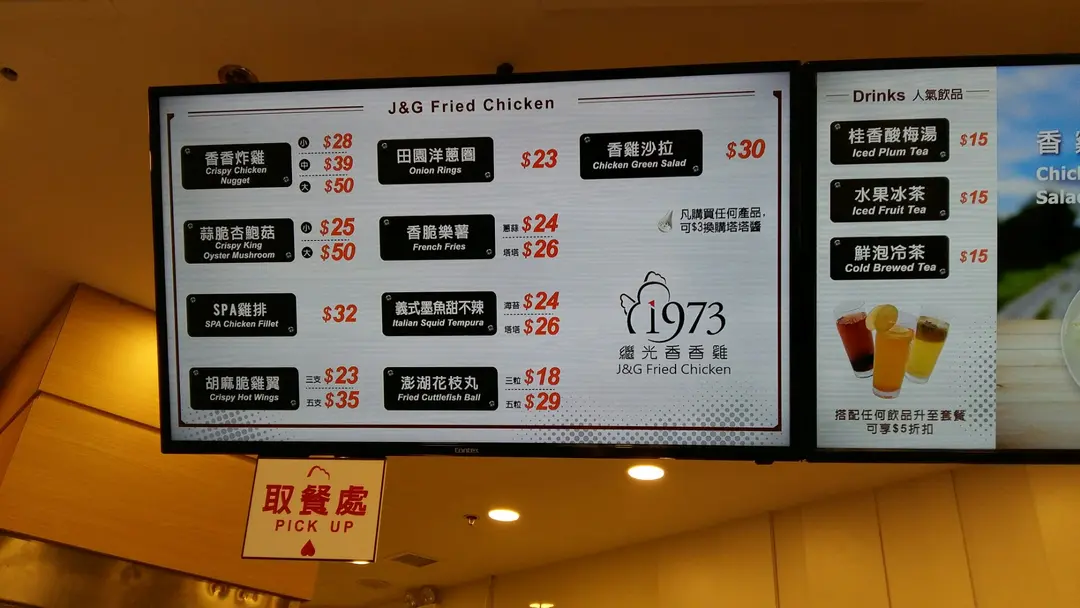 J&G Fried Chicken
香香炸雞
Crispy Chicken
Nugget
小 $28
中 $39
大 $50
蒜脆杏鮑菇
Crispy King
Oyster Mushroom
小 $25
大 $50
SPA雞排
SPA Chicken Fillet
$32
胡麻脆雞翼
Crispy Hot Wings
三支 $23
五支 $35
田園洋蔥圈
Onion Rings
$23
香脆樂薯
French Fries
蔥蒜 $24
塔塔 $26
義式墨魚甜不辣
Italian Squid Tempura
海苔 $24
塔塔 $26
澎湖花枝丸
Fried Cuttlefish Ball
三粒 $18
五粒 $29
香雞沙拉
Chicken Green Salad
$30
凡購買任何產品,
可$3換購塔塔醬
1973
繼光香香雞
J&G Fried Chicken
Drinks 人氣飲品
桂香酸梅湯
Iced Plum Tea
$15
水果冰茶
Iced Fruit Tea
$15
鮮泡冷茶
Cold Brewed Tea
$15
搭配任何飲品升至套餐
可享$5折扣
香
Chic
Sala
取餐處
PICK UP